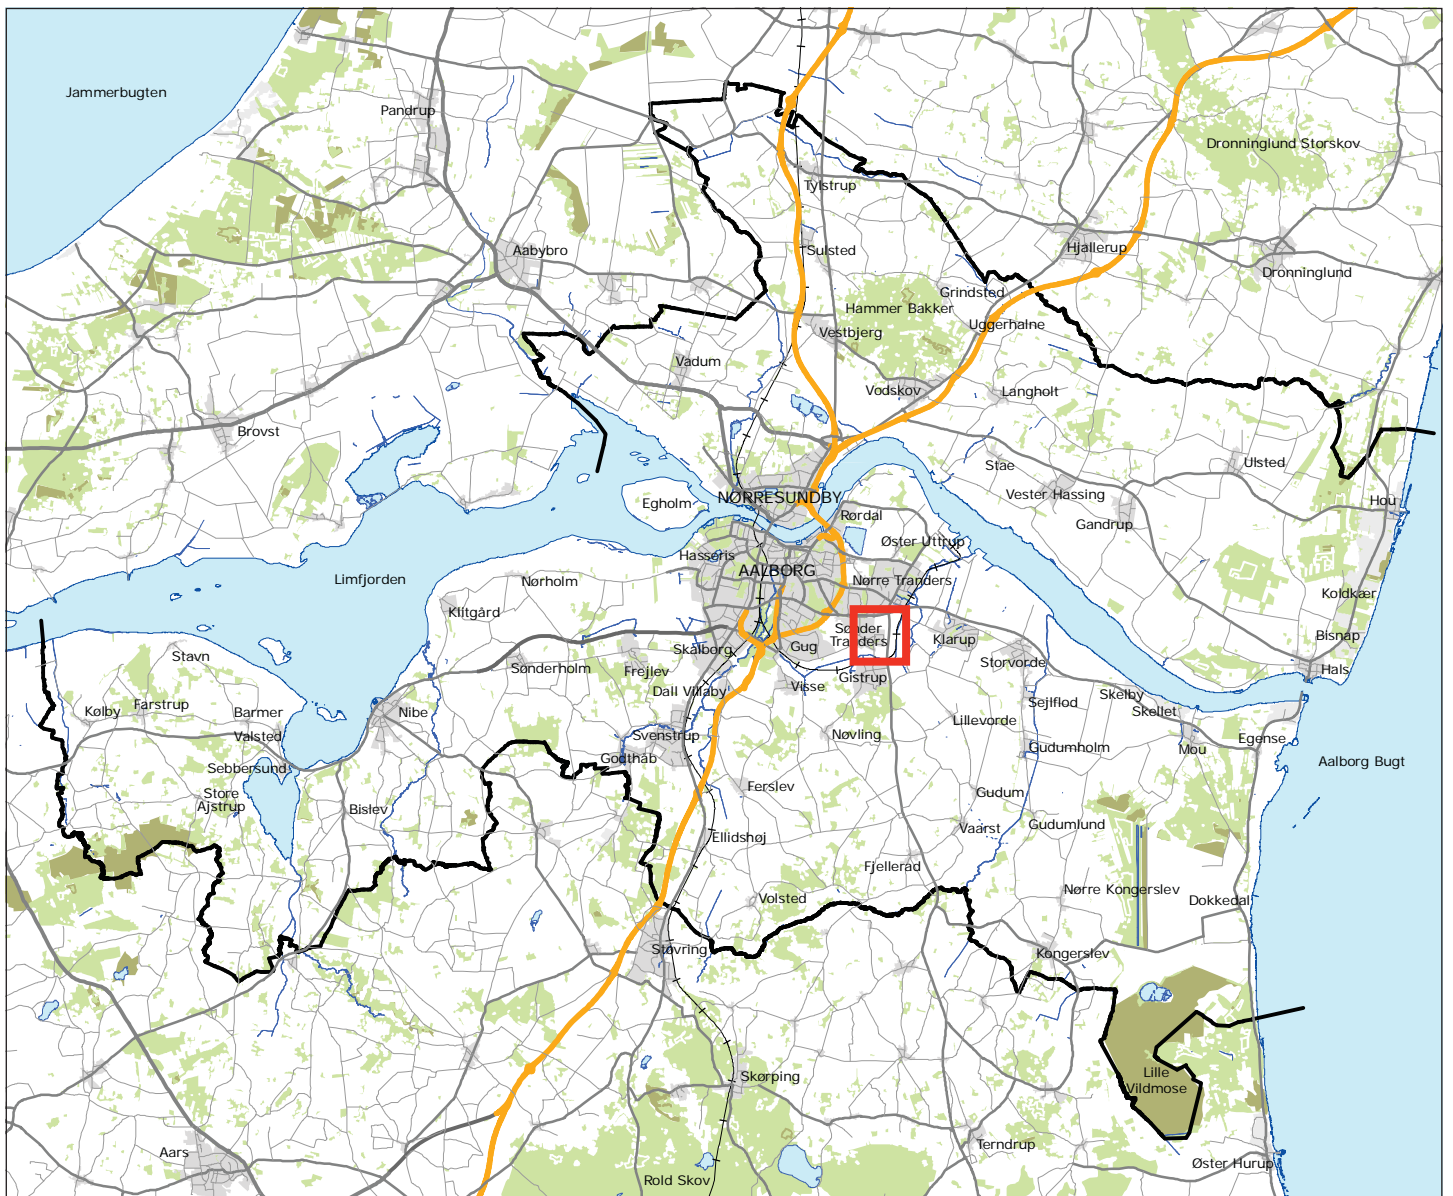 Jammerbugten
Pandrup
Dronninglund Storskov
Tylstrup
Aabybro
Sulsted
Hjallerup
Dronninglund
Grindsted
Hammer Bakker
Uggerhalne
Vestbjerg
Vadum
Vodskov
Langholt
Brovst
Stae
Ulsted
Egholm
NØRRESUNDBY
Vester Hassing
Hou
Rørdal
Gandrup
Øster Uttrup
Hasseris
AALBORG
Limfjorden
Nørholm
Nørre Tranders
Koldkær
Klitgård
Sønder
Tranders
Klarup
Bisnap
Skalborg
Gug
Stavn
Sønderholm
Frejlev
Storvorde
Hals
Gistrup
Dall Villaby
Visse
Skelby
Farstrup
Kølby
Barmer
Nibe
Sejlflod
Skellet
Lillevorde
Valsted
Svenstrup
Nøvling
Gudumholm
Mou
Egense
Godthåb
Aalborg Bugt
Sebbersund
Store
Ajstrup
Ferslev
Gudum
Bislev
Vaarst
Gudumlund
Ellidshøj
Fjellerad
Nørre Kongerslev
Volsted
Dokkedal
Støvring
Kongerslev
Lille
Vildmose
Skørping
Terndrup
Aars
Øster Hurup
Rold Skov